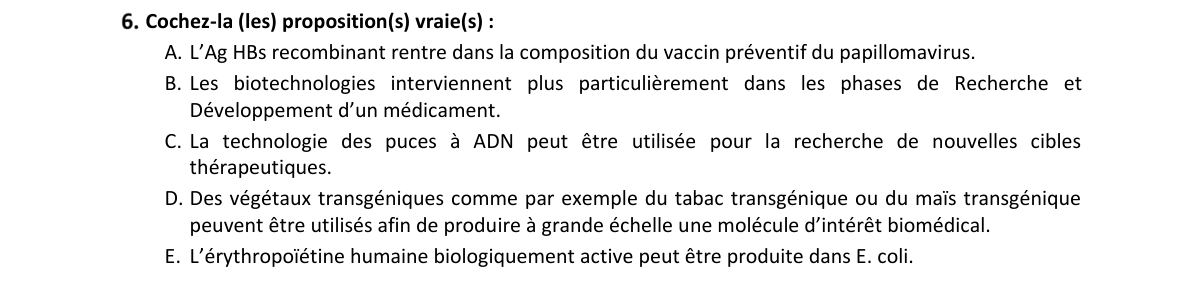 6. Cochez-la (les) proposition(s) vraie(s) :
A. L’Ag HBs recombinant rentre dans la composition du vaccin préventif du papillomavirus.
B. Les biotechnologies interviennent plus particulièrement dans les phases de Recherche et
Développement d’un médicament.
C. La technologie des puces à ADN peut être utilisée pour la recherche de nouvelles cibles
thérapeutiques.
D. Des végétaux transgéniques comme par exemple du tabac transgénique ou du maïs transgénique
peuvent être utilisés afin de produire à grande échelle une molécule d’intérêt biomédical.
E. L’érythropoïétine humaine biologiquement active peut être produite dans E. coli.